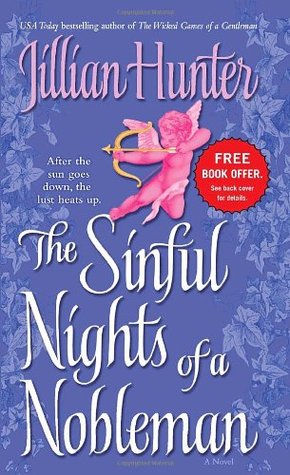 USA Today bestselling author of The Wicked Games of a Gentleman
Jillian Hunter
After the
sun goes
down, the
lust heats up.
FREE
BOOK OFFER.
See back cover
for details.
The Sinful
Nights of a
Nobleman
A Novel